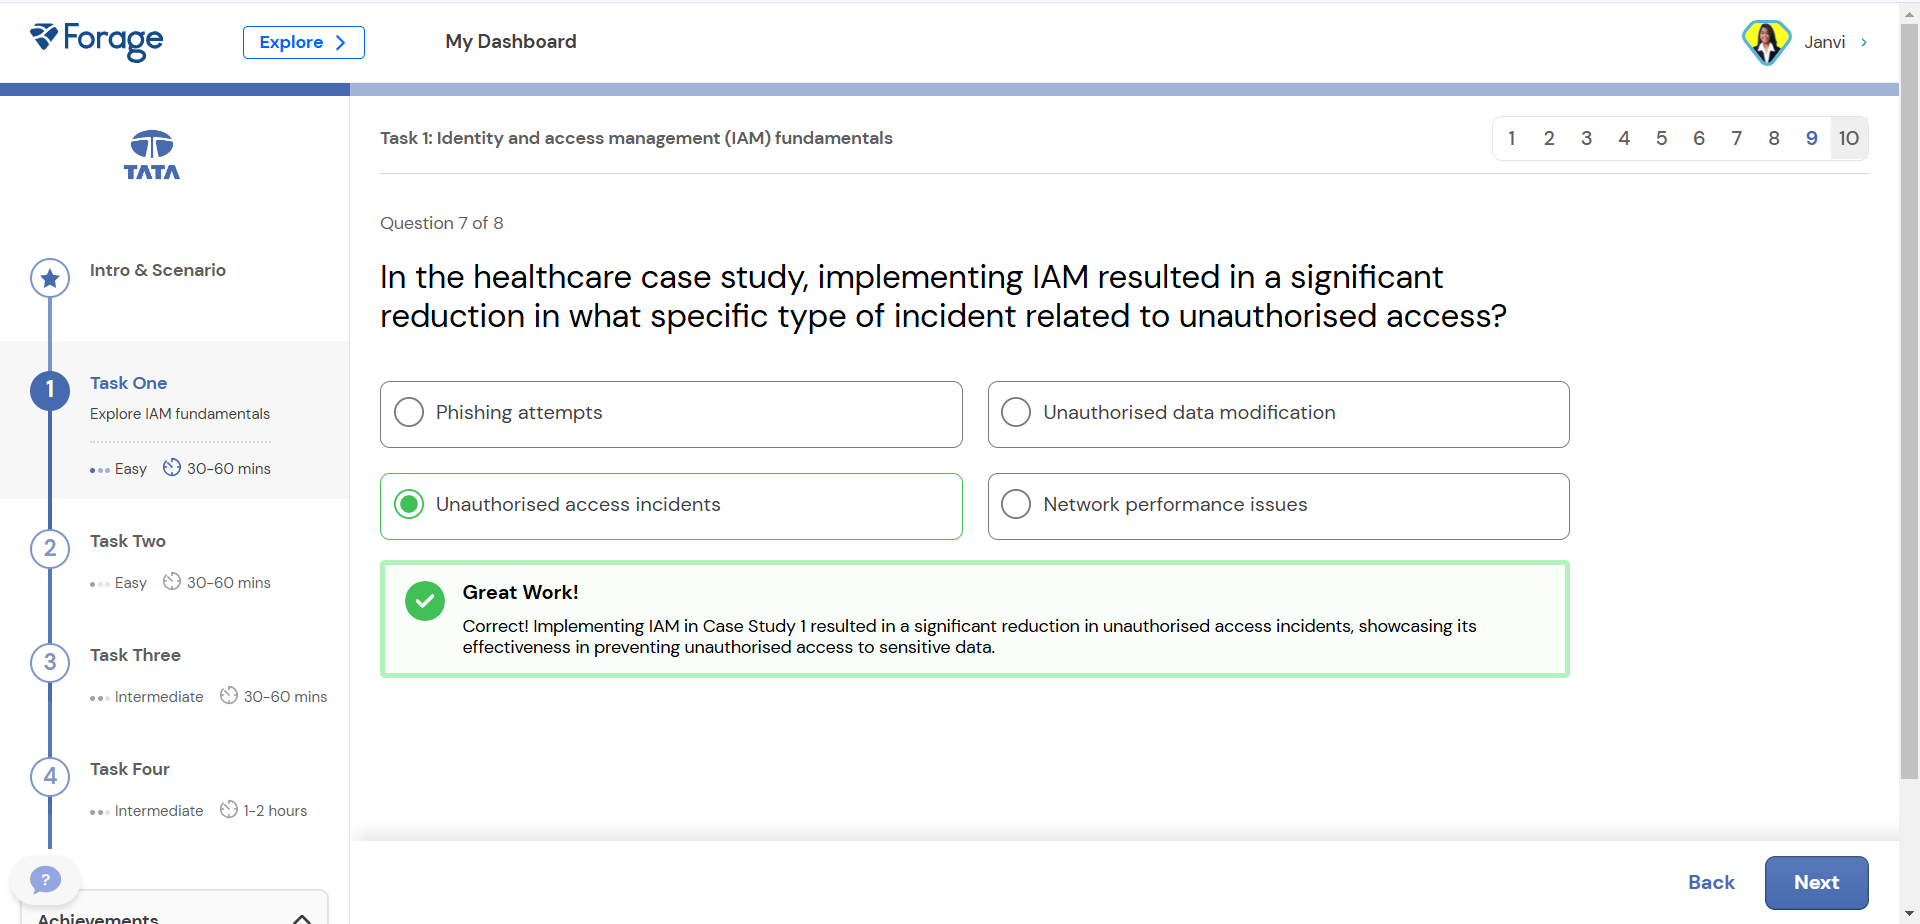 Forage
Explore
My Dashboard
Janvi
TATA
Intro & Scenario
1
Task One
Explore IAM fundamentals
Easy 30-60 mins
2
Task Two
Easy 30-60 mins
3
Task Three
Intermediate 30-60 mins
4
Task Four
Intermediate 1-2 hours
?
Achievements
Task 1: Identity and access management (IAM) fundamentals
1 2 3 4 5 6 7 8 9 10
Question 7 of 8
In the healthcare case study, implementing IAM resulted in a significant
reduction in what specific type of incident related to unauthorised access?
Phishing attempts
Unauthorised data modification
Unauthorised access incidents
Network performance issues
Great Work!
Correct! Implementing IAM in Case Study 1 resulted in a significant reduction in unauthorised access incidents, showcasing its
effectiveness in preventing unauthorised access to sensitive data.
Back
Next